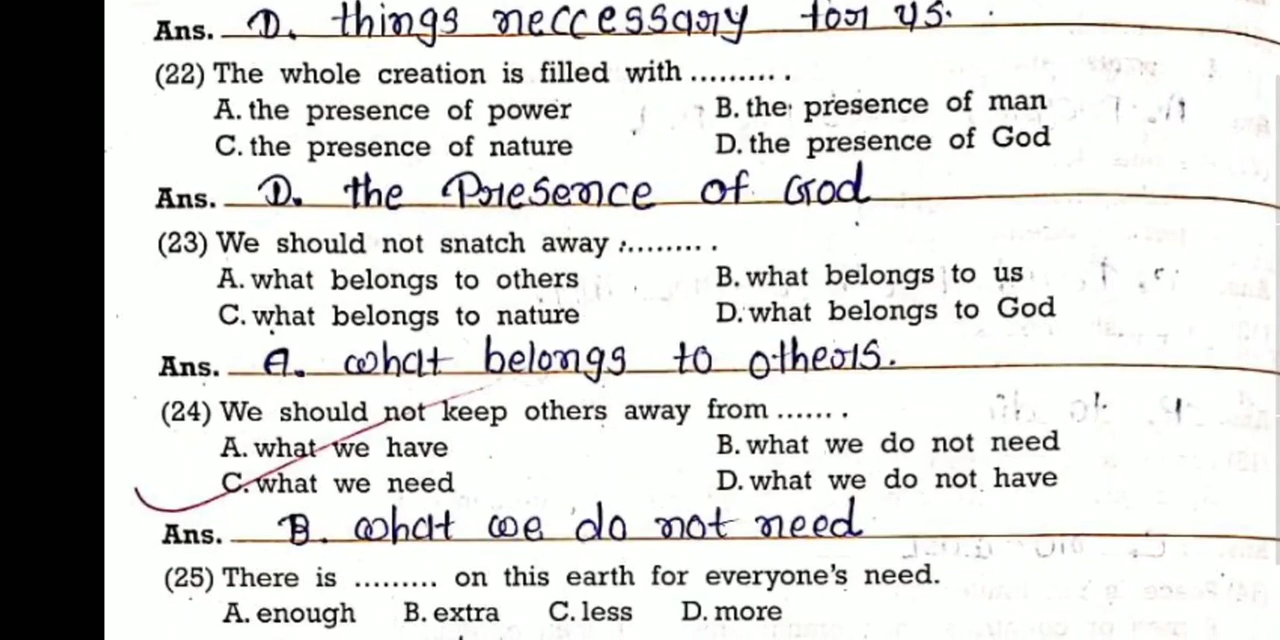 Ans. D. things neccessary for us.
(22) The whole creation is filled with .......... .
A. the presence of power B. the presence of man
C. the presence of nature D. the presence of God
Ans. D. the Presence of God
(23) We should not snatch away .......... .
A. what belongs to others B. what belongs to us
C. what belongs to nature D. what belongs to God
Ans. A. what belongs to others.
(24) We should not keep others away from ...... .
A. what we have B. what we do not need
C. what we need D. what we do not have
Ans. B. what we do not need
(25) There is ......... on this earth for everyone's need.
A. enough B. extra C. less D. more